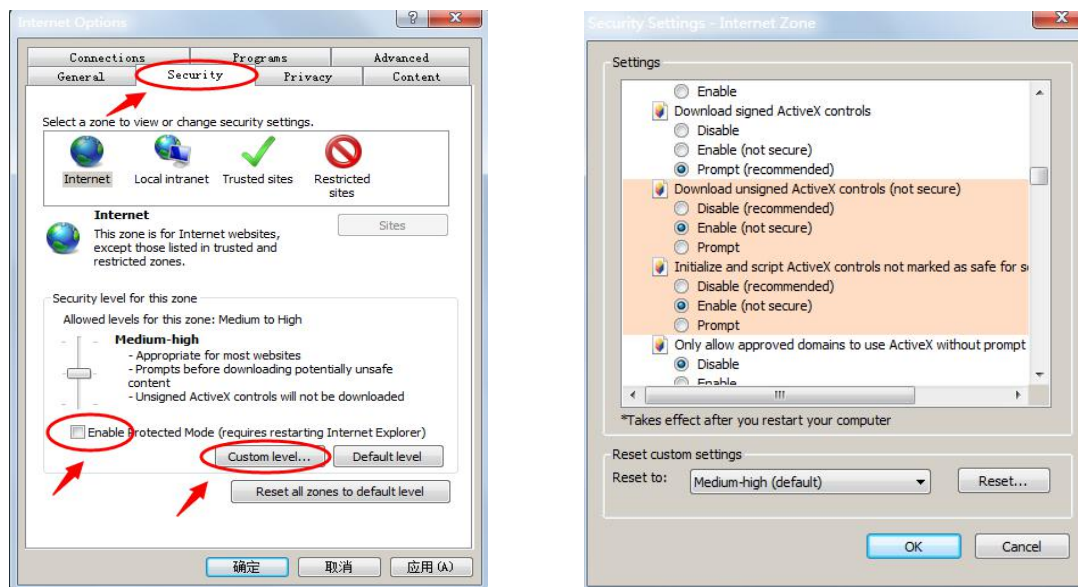 Internet Options
Connections Programs Advanced
General Security Privacy Content
Select a zone to view or change security settings.
Internet Local intranet Trusted sites Restricted
sites
Internet
This zone is for Internet websites,
except those listed in trusted and
restricted zones.
Sites
Security level for this zone
Allowed levels for this zone: Medium to High
Medium-high
- Appropriate for most websites
- Prompts before downloading potentially unsafe
content
- Unsigned ActiveX controls will not be downloaded
Enable Protected Mode (requires restarting Internet Explorer)
Custom level... Default level
Reset all zones to default level
确定 取消 应用(A)
Security Settings - Internet Zone
Settings
Enable
Download signed ActiveX controls
Disable
Enable (not secure)
Prompt (recommended)
Download unsigned ActiveX controls (not secure)
Disable (recommended)
Enable (not secure)
Prompt
Initialize and script ActiveX controls not marked as safe for s
Disable (recommended)
Enable (not secure)
Prompt
Only allow approved domains to use ActiveX without prompt
Disable
Enable
*Takes effect after you restart your computer
Reset custom settings
Reset to: Medium-high (default) Reset...
OK Cancel